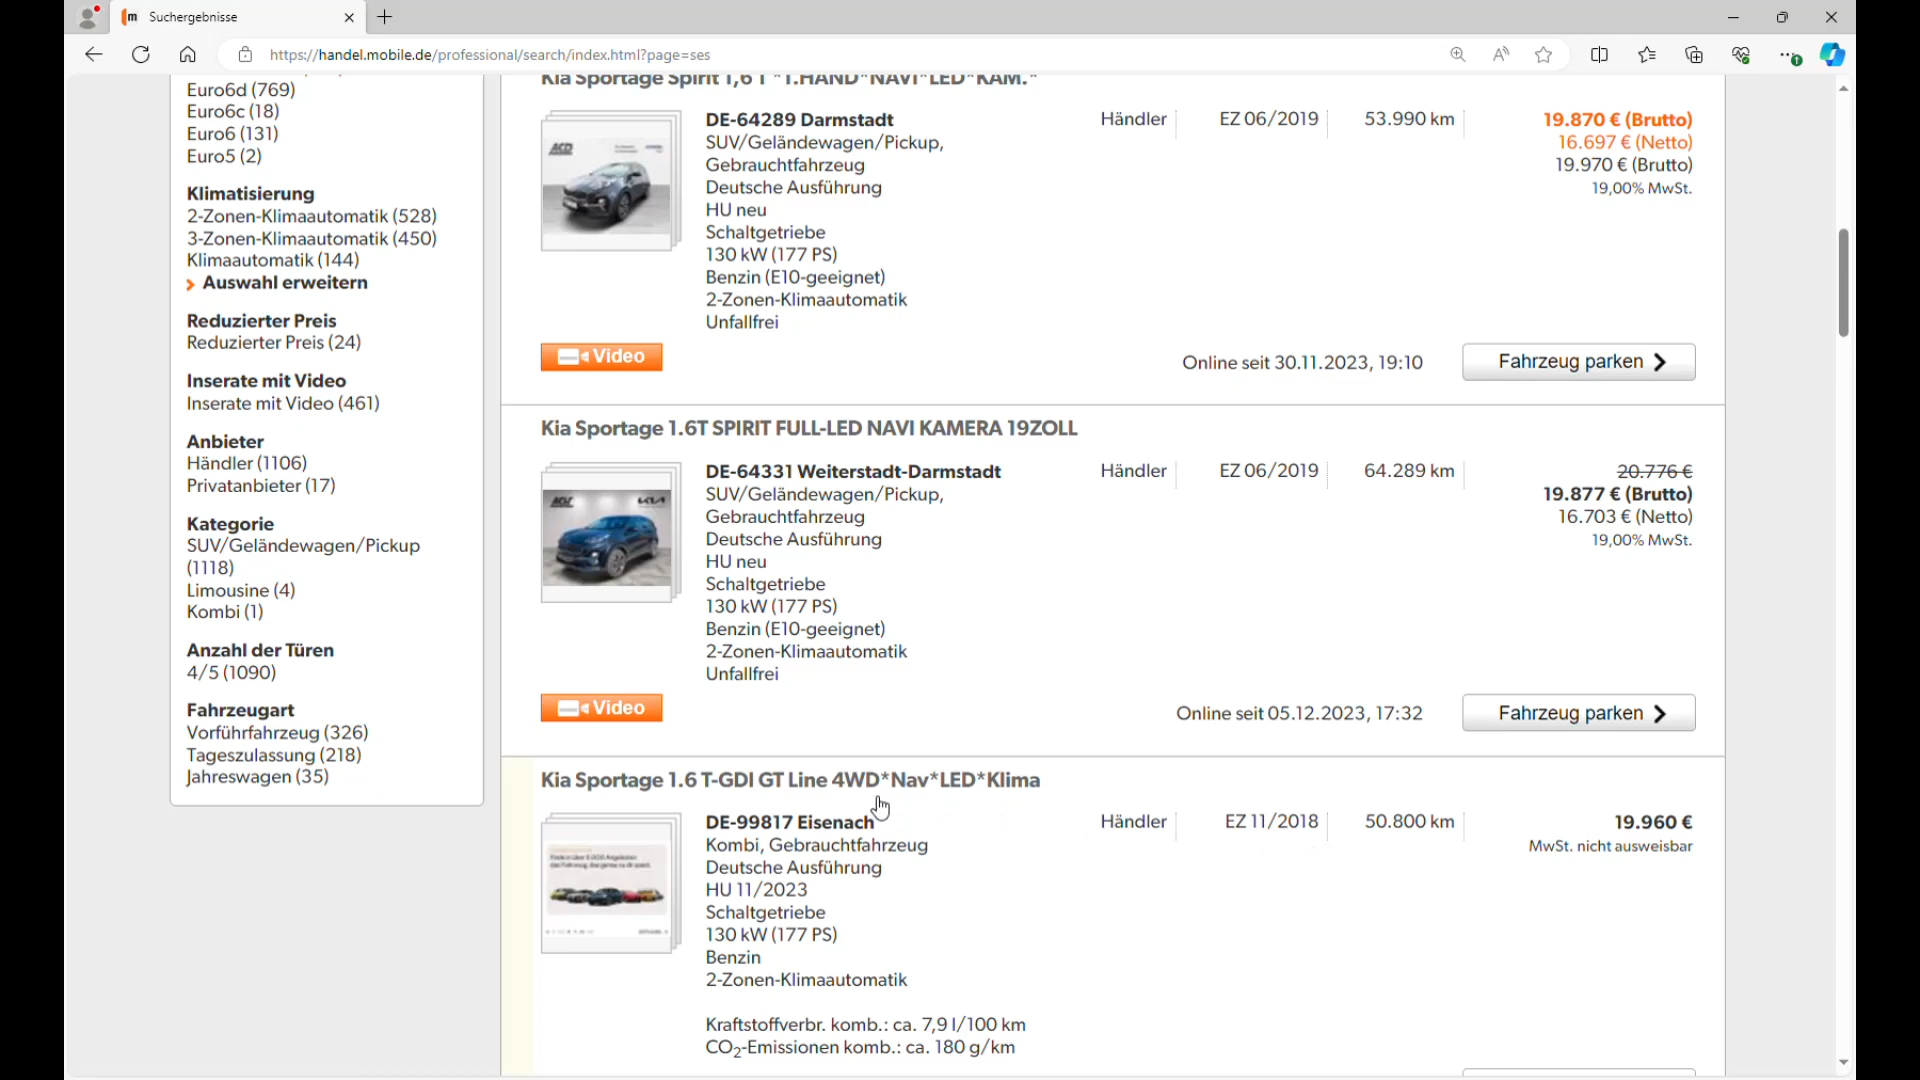 Suchergebnisse
https://handel.mobile.de/professional/search/index.html?page=ses
Euro6d (769)
Euro6c (18)
Euro6 (131)
Euro5 (2)
Klimatisierung
2-Zonen-Klimaautomatik (528)
3-Zonen-Klimaautomatik (450)
Klimaautomatik (144)
Auswahl erweitern
Reduzierter Preis
Reduzierter Preis (24)
Inserate mit Video
Inserate mit Video (461)
Anbieter
Händler (1106)
Privatanbieter (17)
Kategorie
SUV/Geländewagen/Pickup
(1118)
Limousine (4)
Kombi (1)
Anzahl der Türen
4/5 (1090)
Fahrzeugart
Vorführfahrzeug (326)
Tageszulassung (218)
Jahreswagen (35)
Kia Sportage Spirit 1,6 T *1.HAND*NAVI*LED*KAM.*
DE-64289 Darmstadt
SUV/Geländewagen/Pickup,
Gebrauchtfahrzeug
Deutsche Ausführung
HU neu
Schaltgetriebe
130 kW (177 PS)
Benzin (E10-geeignet)
2-Zonen-Klimaautomatik
Unfallfrei
Händler
EZ 06/2019
53.990 km
19.870 € (Brutto)
16.697 € (Netto)
19.970 € (Brutto)
19,00% MwSt.
Video
Online seit 30.11.2023, 19:10
Fahrzeug parken
Kia Sportage 1.6T SPIRIT FULL-LED NAVI KAMERA 19ZOLL
DE-64331 Weiterstadt-Darmstadt
SUV/Geländewagen/Pickup,
Gebrauchtfahrzeug
Deutsche Ausführung
HU neu
Schaltgetriebe
130 kW (177 PS)
Benzin (E10-geeignet)
2-Zonen-Klimaautomatik
Unfallfrei
Händler
EZ 06/2019
64.289 km
20.776 €
19.877 € (Brutto)
16.703 € (Netto)
19,00% MwSt.
Video
Online seit 05.12.2023, 17:32
Fahrzeug parken
Kia Sportage 1.6 T-GDI GT Line 4WD*Nav*LED*Klima
DE-99817 Eisenach
Kombi, Gebrauchtfahrzeug
Deutsche Ausführung
HU 11/2023
Schaltgetriebe
130 kW (177 PS)
Benzin
2-Zonen-Klimaautomatik
Kraftstoffverbr. komb.: ca. 7,9 l/100 km
CO₂-Emissionen komb.: ca. 180 g/km
Händler
EZ 11/2018
50.800 km
19.960 €
MwSt. nicht ausweisbar